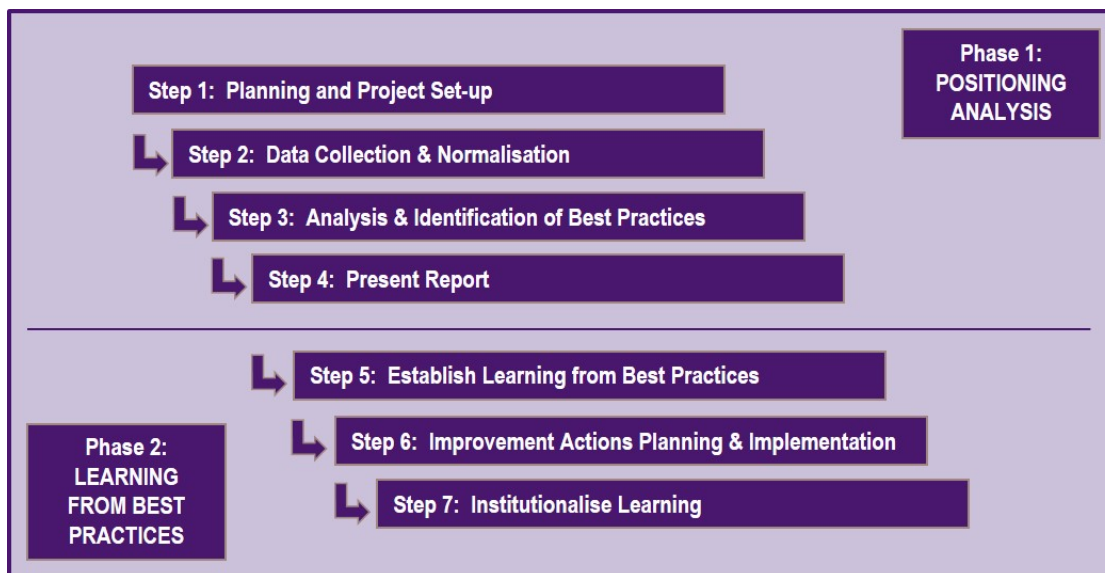 Phase 1:
POSITIONING
ANALYSIS
Step 1: Planning and Project Set-up
Step 2: Data Collection & Normalisation
Step 3: Analysis & Identification of Best Practices
Step 4: Present Report
Step 5: Establish Learning from Best Practices
Step 6: Improvement Actions Planning & Implementation
Step 7: Institutionalise Learning
Phase 2:
LEARNING
FROM BEST
PRACTICES